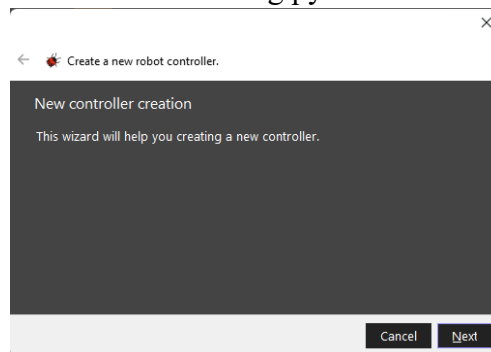 Create a new robot controller.
New controller creation
This wizard will help you creating a new controller.
Cancel Next